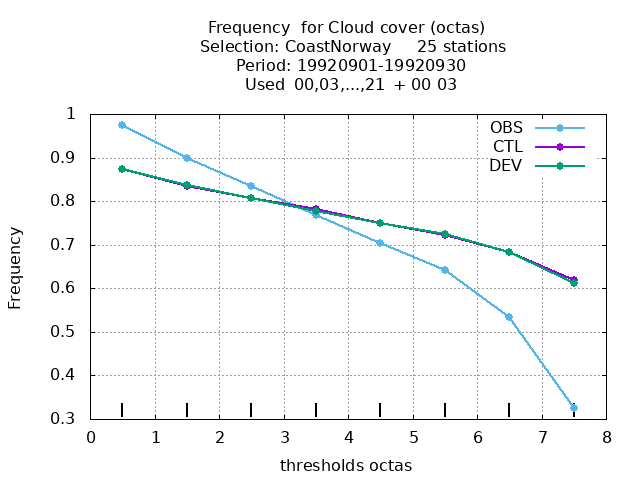 Frequency  for Cloud cover (octas)
Selection: CoastNorway     25 stations
Period: 19920901-19920930
Used  00,03,...,21  + 00 03
OBS
CTL
DEV
1
0.9
0.8
0.7
0.6
0.5
0.4
0.3
Frequency
0 1 2 3 4 5 6 7 8
thresholds octas